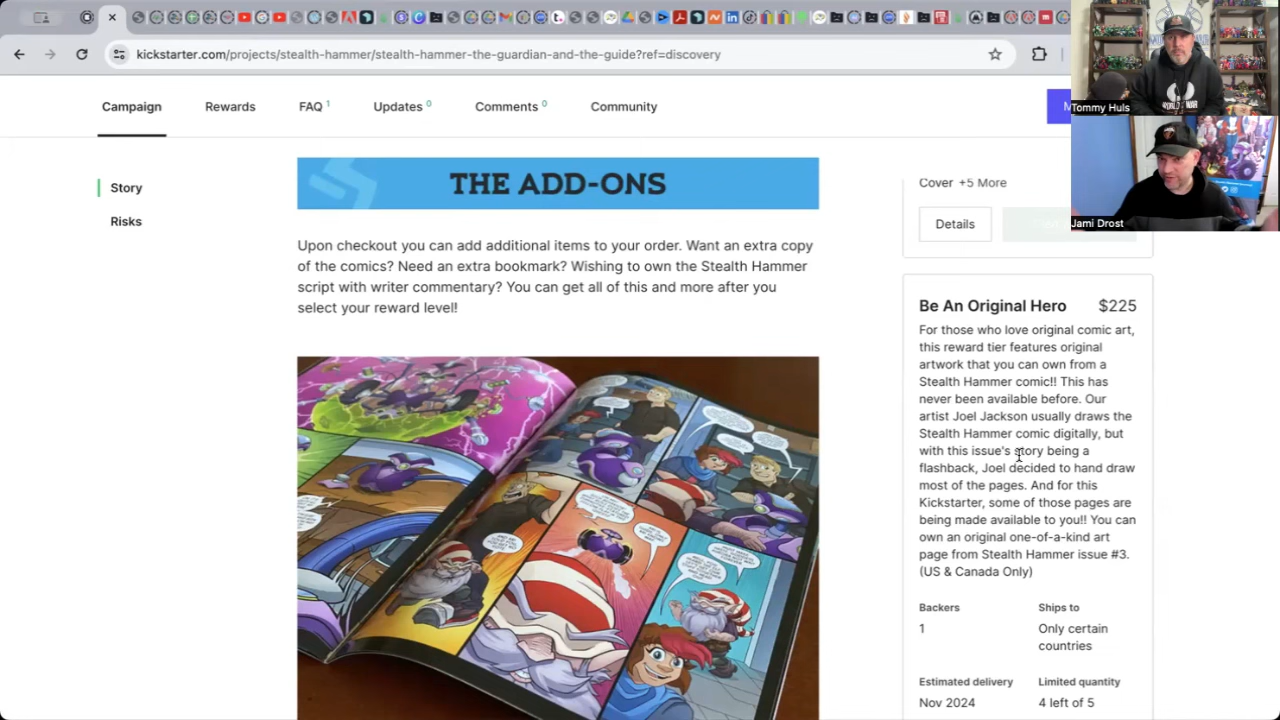 kickstarter.com/projects/stealth-hammer/stealth-hammer-the-guardian-and-the-guide?ref=discovery
Campaign
Rewards
FAQ 1
Updates 0
Comments 0
Community
Tommy Huls
Jami Drost
Story
Risks
THE ADD-ONS
Upon checkout you can add additional items to your order. Want an extra copy
of the comics? Need an extra bookmark? Wishing to own the Stealth Hammer
script with writer commentary? You can get all of this and more after you
select your reward level!
Cover +5 More
Details
Be An Original Hero $225
For those who love original comic art,
this reward tier features original
artwork that you can own from a
Stealth Hammer comic!! This has
never been available before. Our
artist Joel Jackson usually draws the
Stealth Hammer comic digitally, but
with this issue's story being a
flashback, Joel decided to hand draw
most of the pages. And for this
Kickstarter, some of those pages are
being made available to you!! You can
own an original one-of-a-kind art
page from Stealth Hammer issue #3.
(US & Canada Only)
Backers
1
Ships to
Only certain
countries
Estimated delivery
Nov 2024
Limited quantity
4 left of 5